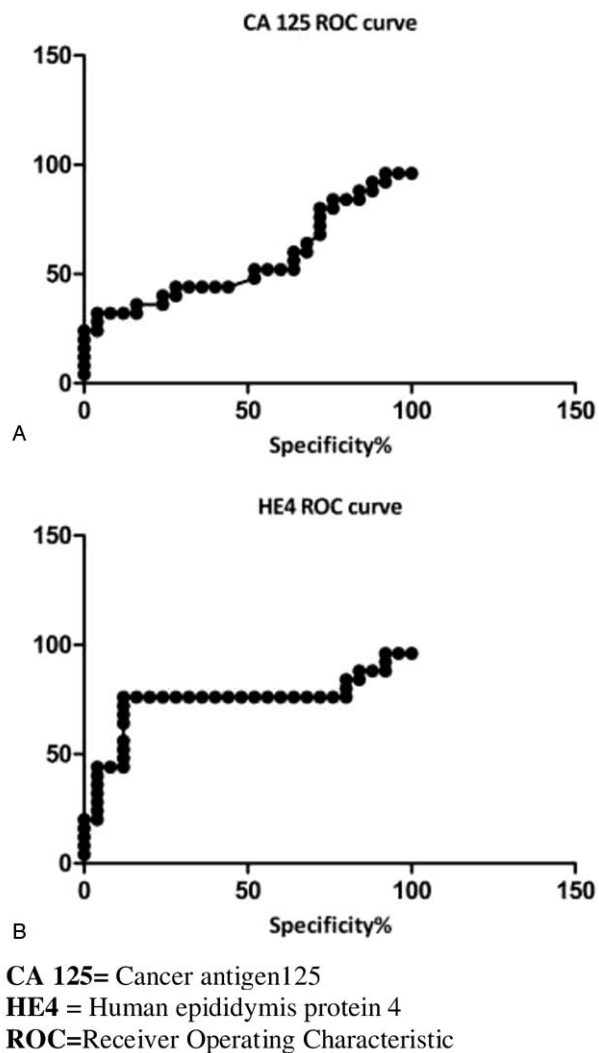 CA 125 ROC curve
150
100
50
0
0 50 100 150
Specificity%
A
HE4 ROC curve
150
100
50
0
0 50 100 150
Specificity%
B
CA 125= Cancer antigen125
HE4 = Human epididymis protein 4
ROC=Receiver Operating Characteristic